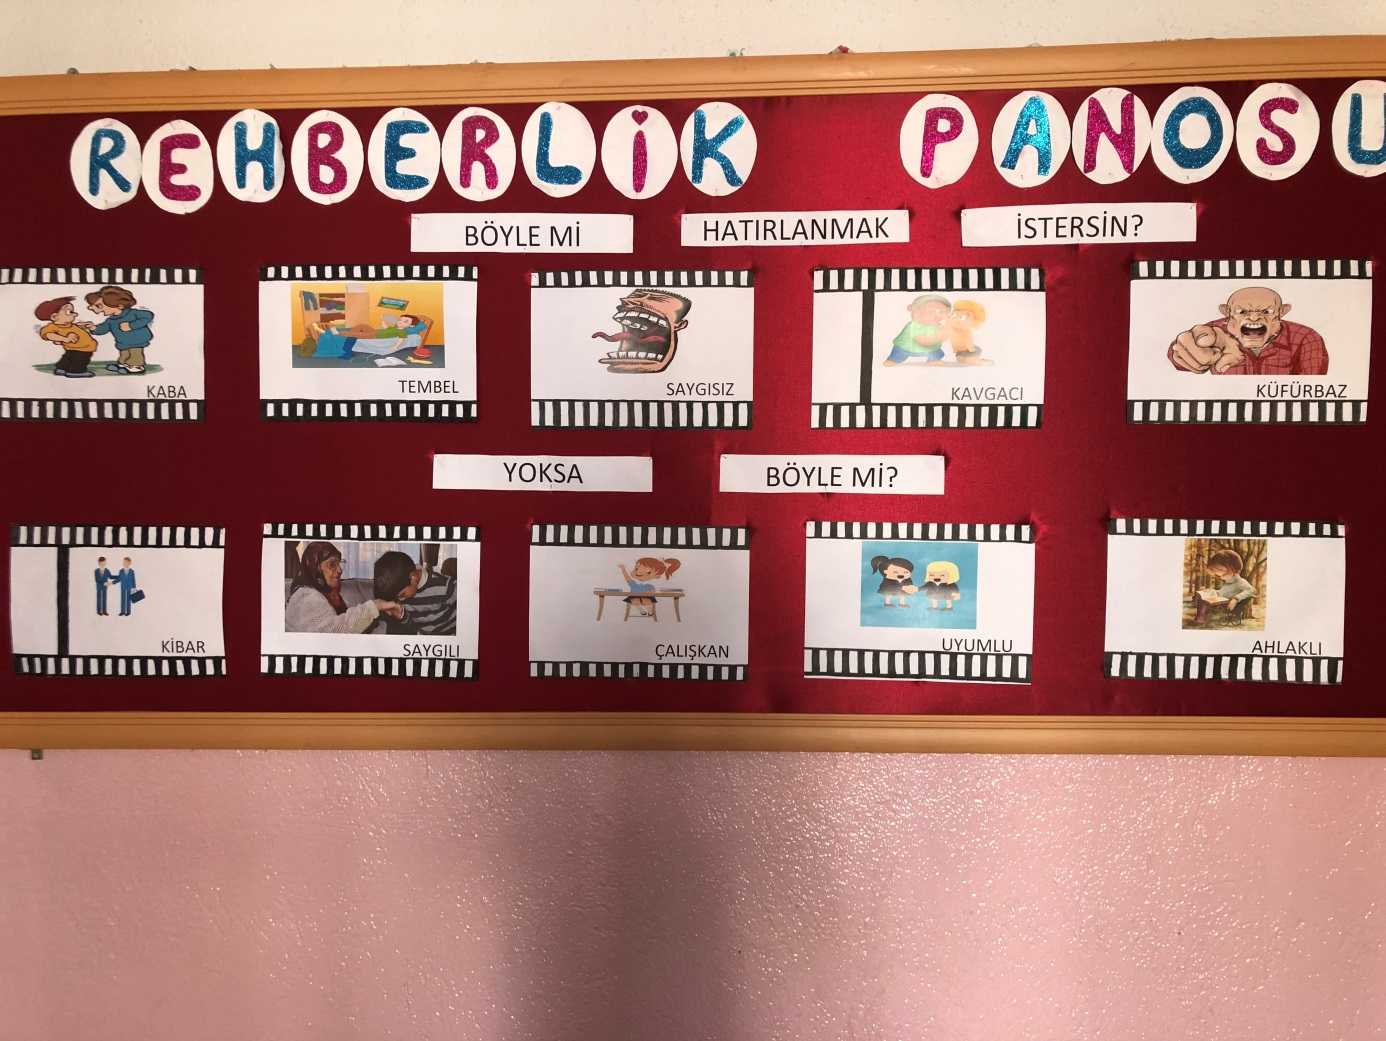 REHBERLİK PANOSU
BÖYLE Mİ HATIRLANMAK İSTERSİN?
KABA TEMBEL SAYGISIZ KAVGACI KÜFÜRBAZ
YOKSA BÖYLE Mİ?
KİBAR SAYGILI ÇALIŞKAN UYUMLU AHLAKLI